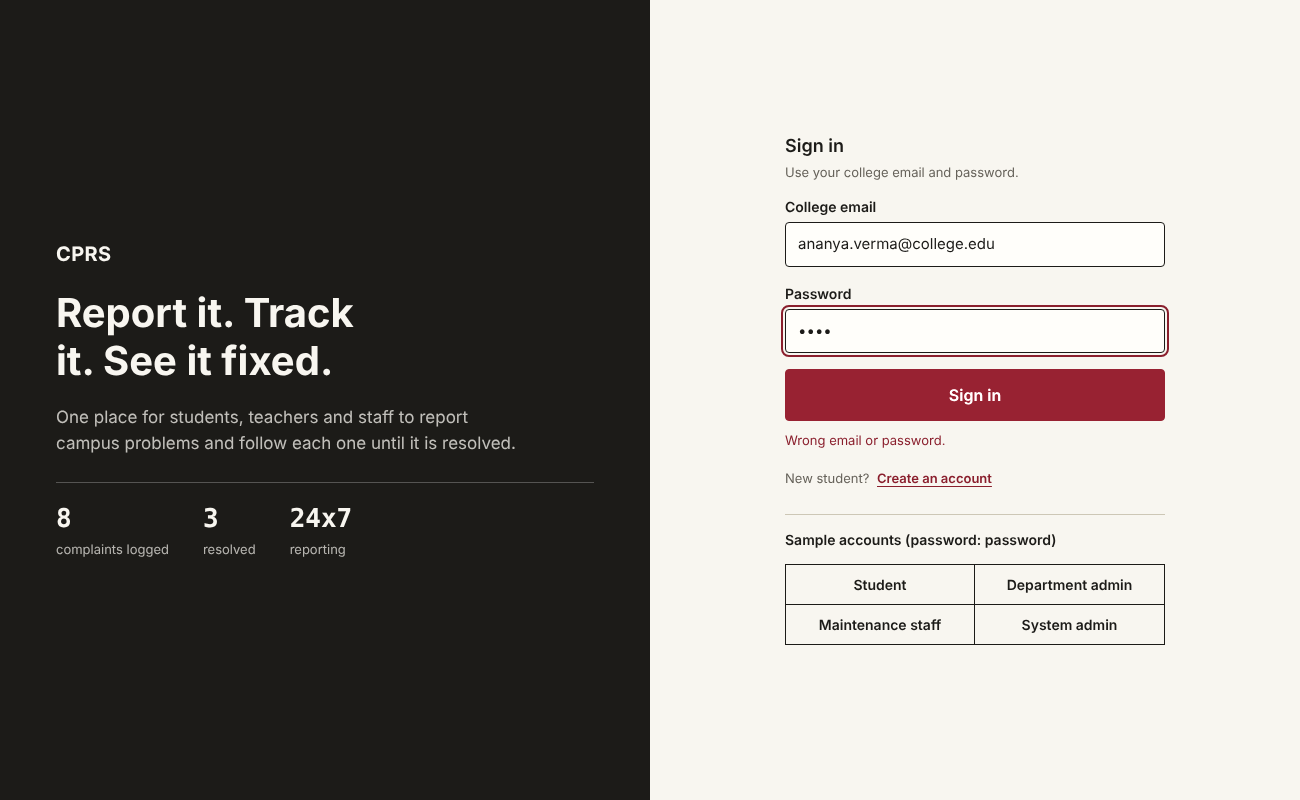 CPRS
Report it. Track
it. See it fixed.
One place for students, teachers and staff to report
campus problems and follow each one until it is resolved.
8
complaints logged
3
resolved
24x7
reporting
Sign in
Use your college email and password.
College email
ananya.verma@college.edu
Password
••••
Sign in
Wrong email or password.
New student? Create an account
Sample accounts (password: password)
Student
Department admin
Maintenance staff
System admin